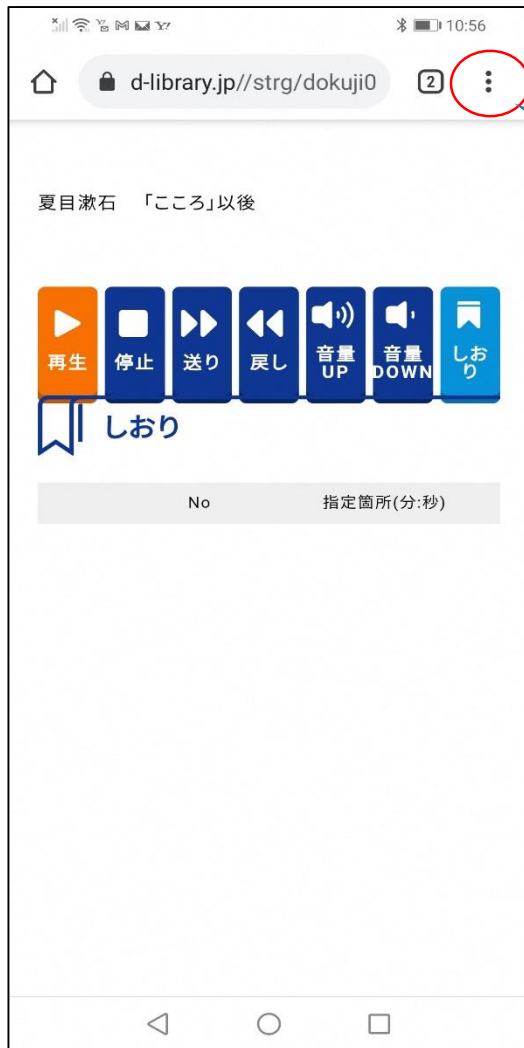 10:56
d-library.jp//strg/dokuji0
2
夏目漱石 「こころ」以後
再生
停止
送り
戻し
音量
UP
音量
DOWN
しお
り
しおり
No 指定箇所(分:秒)